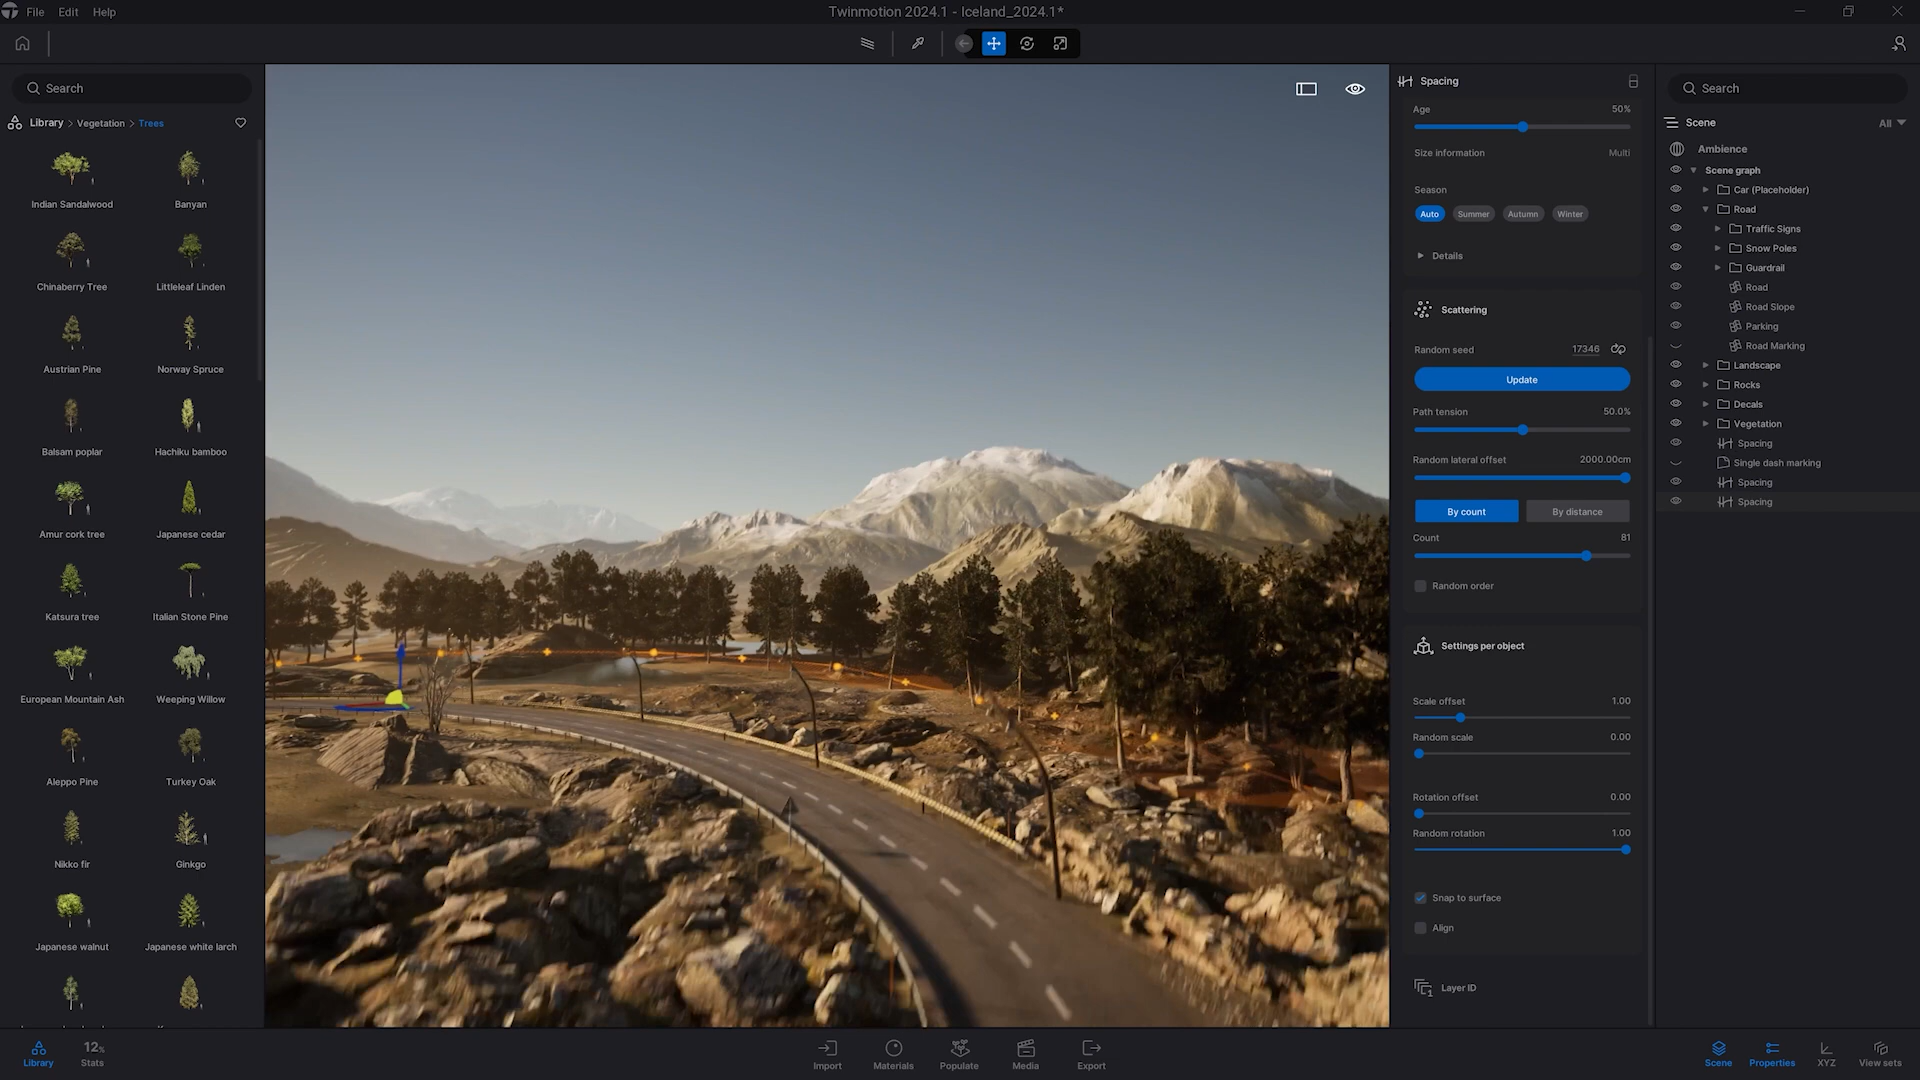 File Edit Help
Twinmotion 2024.1 - Iceland_2024.1*
Search
Library > Vegetation > Trees
Indian Sandalwood
Banyan
Chinaberry Tree
Littleleaf Linden
Austrian Pine
Norway Spruce
Balsam poplar
Hachiku bamboo
Amur cork tree
Japanese cedar
Katsura tree
Italian Stone Pine
European Mountain Ash
Weeping Willow
Aleppo Pine
Turkey Oak
Nikko fir
Ginkgo
Japanese walnut
Japanese white larch
Spacing
Age 50%
Size information Multi
Season
Auto Summer Autumn Winter
Details
Scattering
Random seed 17346
Update
Path tension 50.0%
Random lateral offset 2000.00cm
By count By distance
Count 81
Random order
Settings per object
Scale offset 1.00
Random scale 0.00
Rotation offset 0.00
Random rotation 1.00
Snap to surface
Align
Layer ID
Search
Scene All
Ambience
Scene graph
Car (Placeholder)
Road
Traffic Signs
Snow Poles
Guardrail
Road
Road Slope
Parking
Road Marking
Landscape
Rocks
Decals
Vegetation
Spacing
Single dash marking
Spacing
Spacing
Library
12%
Stats
Import
Materials
Populate
Media
Export
Scene
Properties
XYZ
View sets